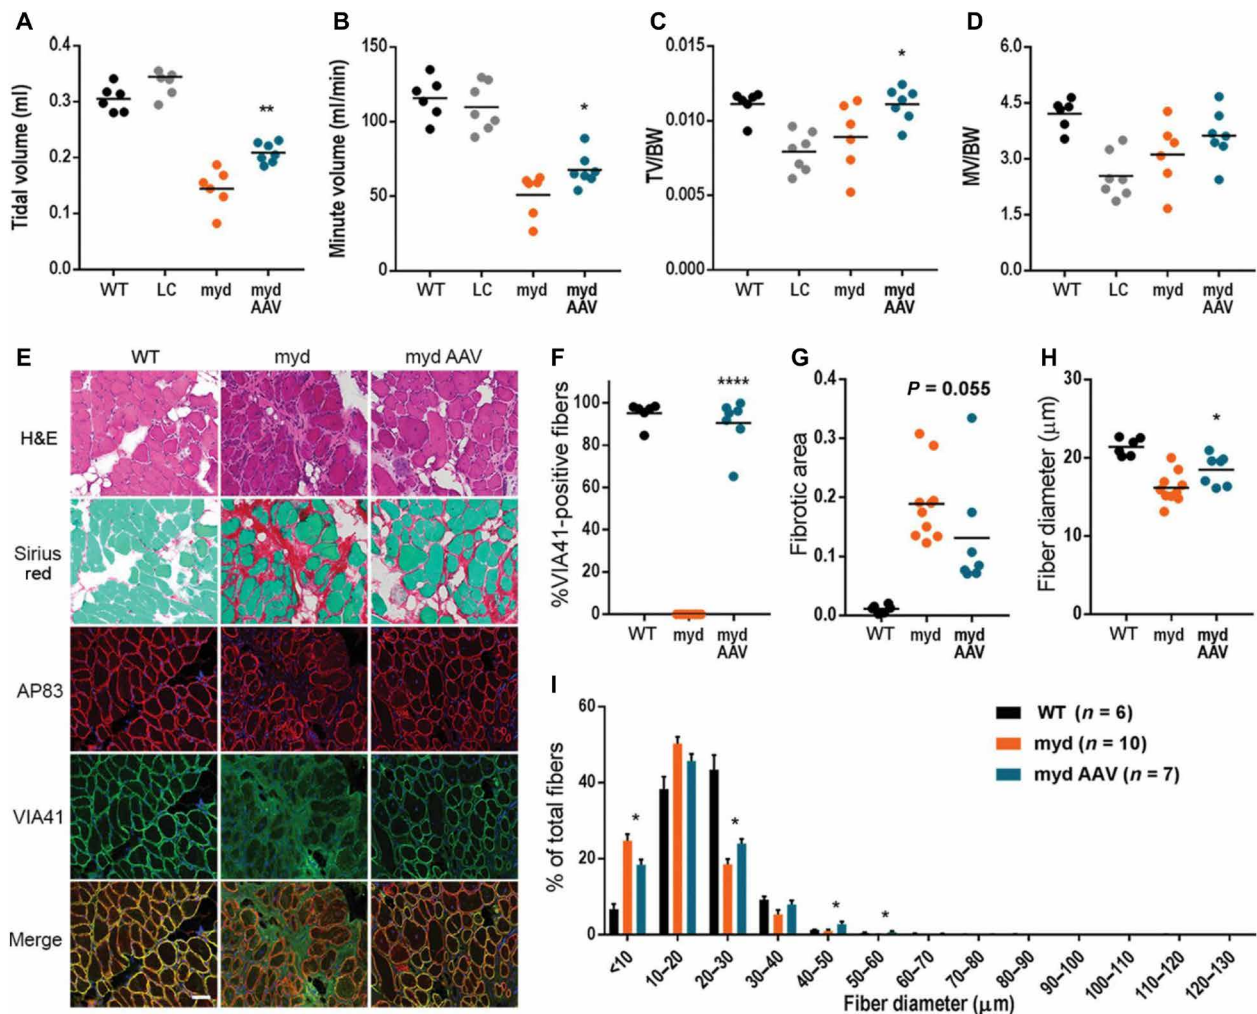 A
Tidal volume (ml)
0.4
0.3
0.2
0.1
0.0
**
WT LC myd myd
AAV
B
Minute volume (ml/min)
150
100
50
0
*
WT LC myd myd
AAV
C
TV/BW
0.015
0.010
0.005
0.000
*
WT LC myd myd
AAV
D
MV/BW
6.0
4.5
3.0
1.5
0.0
WT LC myd myd
AAV
E
WT myd myd AAV
H&E
Sirius
red
AP83
VIA41
Merge
F
%VIA41-positive fibers
100
80
60
40
20
0
****
WT myd myd
AAV
G
Fibrotic area
0.4
0.3
0.2
0.1
0.0
P = 0.055
WT myd myd
AAV
H
Fiber diameter (μm)
30
20
10
0
*
WT myd myd
AAV
I
% of total fibers
60
40
20
0
* * * *
WT (n = 6)
myd (n = 10)
myd AAV (n = 7)
<10 10–20 20–30 30–40 40–50 50–60 60–70 70–80 80–90 90–100 100–110 110–120 120–130
Fiber diameter (μm)